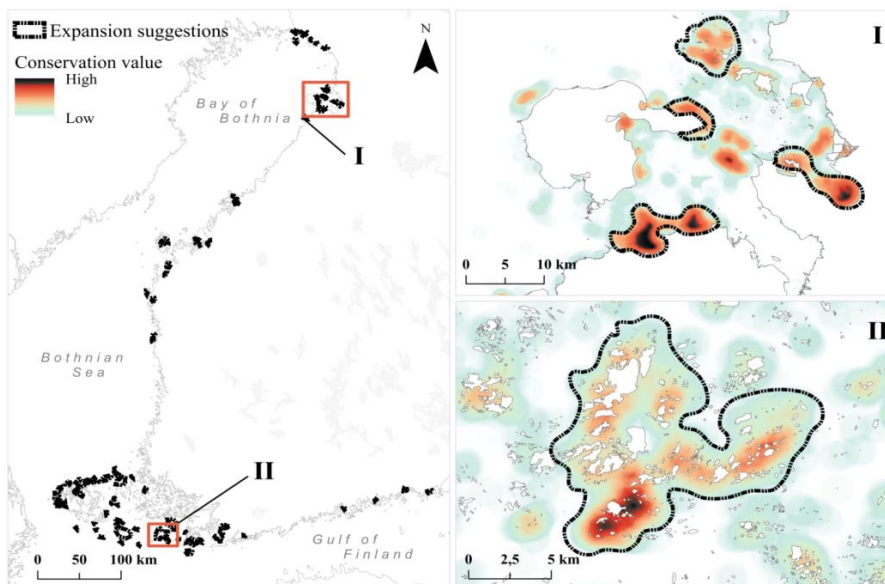 Expansion suggestions
Conservation value
High
Low
N
Bay of
Bothnia
I
Bothnian
Sea
II
Gulf of
Finland
0 50 100 km
I
0 5 10 km
II
0 2,5 5 km